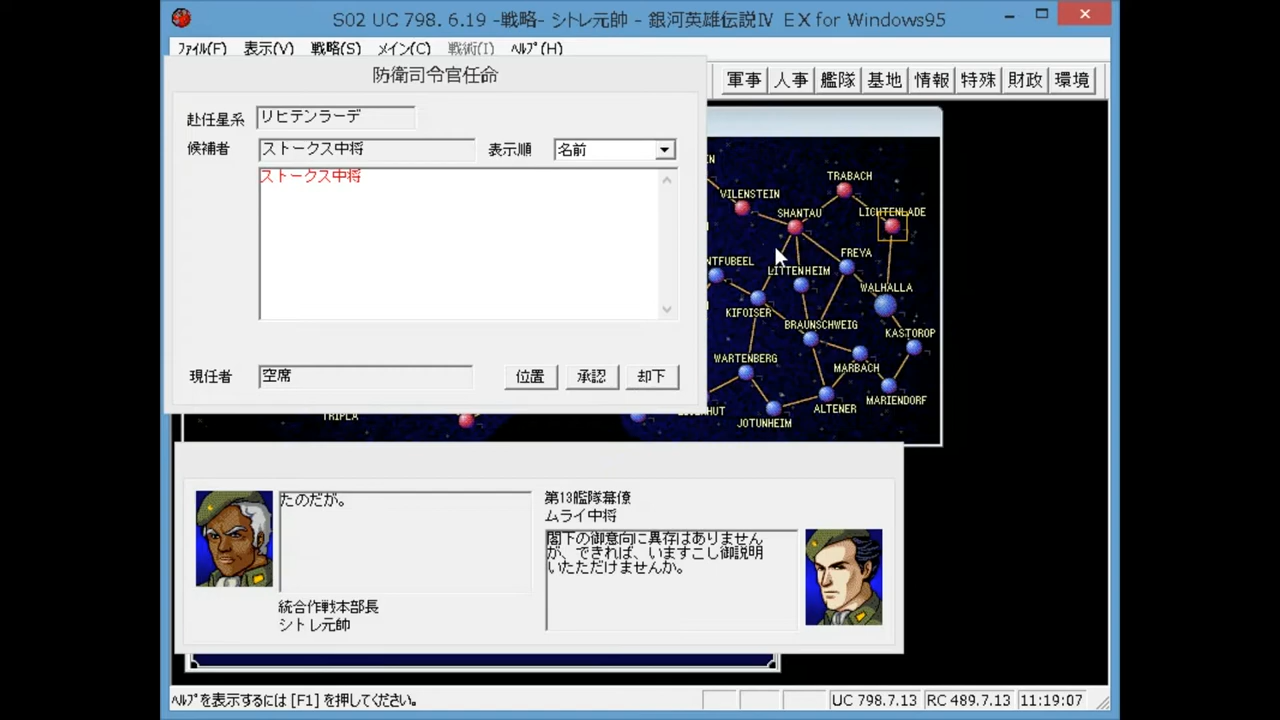 S02 UC 798. 6.19 -戦略- シトレ元帥 - 銀河英雄伝説Ⅳ EX for Windows95
ﾌｧｲﾙ(F) 表示(V) 戦略(S) メイン(C) 戦術(I) ﾍﾙﾌﾟ(H)
軍事 人事 艦隊 基地 情報 特殊 財政 環境
防衛司令官任命
赴任星系 リヒテンラーデ
候補者 ストークス中将 表示順 名前
ストークス中将
現任者 空席 位置 承認 却下
TRABACH
VILENSTEIN
LICHTENLADE
SHANTAU
FREYA
NTFUBEEL
LITTENHEIM
WALHALLA
KIFOISER
BRAUNSCHWEIG
KASTOROP
WARTENBERG
MARBACH
MARIENDORF
ALTENER
JOTUNHEIM
TRIPLA
たのだが。
統合作戦本部長
シトレ元帥
第13艦隊幕僚
ムライ中将
閣下の御意向に異存はありません
が、できれば、いますこし御説明
いただけませんか。
ﾍﾙﾌﾟを表示するには [F1] を押してください。
UC 798.7.13 RC 489.7.13 11:19:07